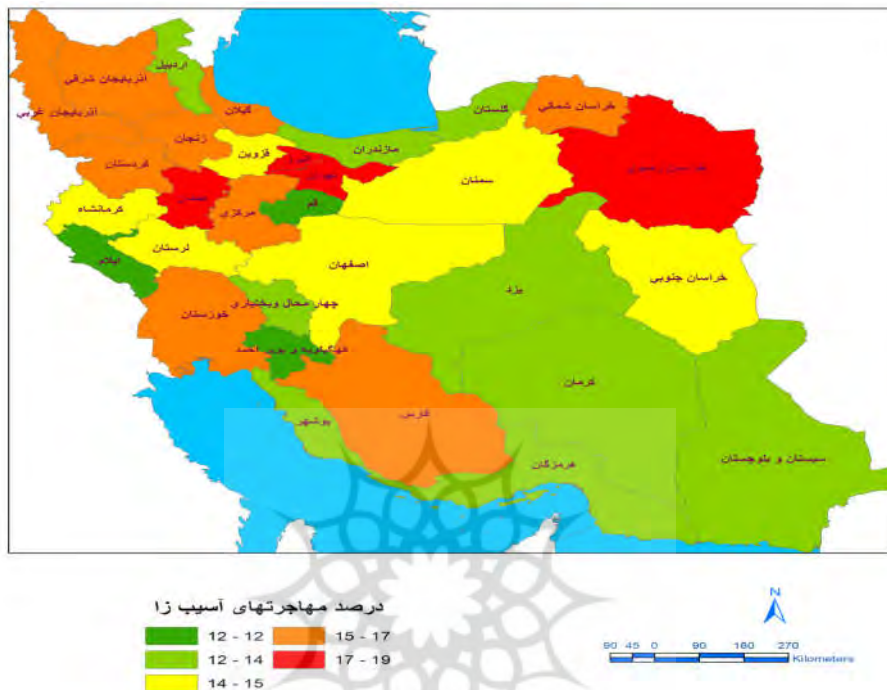 اردبیل
آذربایجان شرقی
آذربایجان غربی
گیلان
گلستان
خراسان شمالی
زنجان
قزوین
مازندران
کردستان
سمنان
مرکزی
قم
کرمانشاه
لرستان
ایلام
اصفهان
خراسان جنوبی
یزد
چهار محال وبختیاری
خوزستان
کهگیلویه و بویر احمد
کرمان
فارس
بوشهر
سیستان و بلوچستان
هرمزگان
درصد مهاجرتهای آسیب زا
12 - 12
15 - 17
12 - 14
17 - 19
14 - 15
N
90 45 0 90 180 270
Kilometers